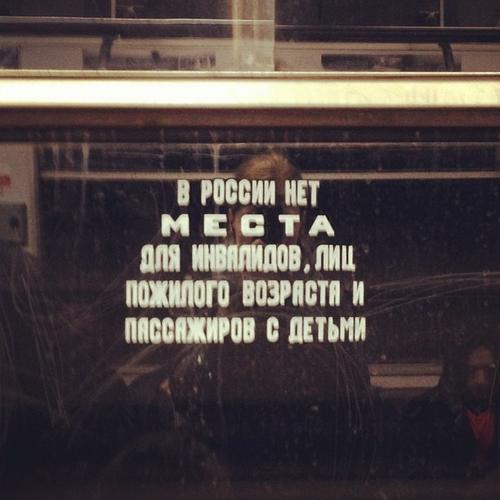 В РОССИИ НЕТ
МЕСТА
ДЛЯ ИНВАЛИДОВ, ЛИЦ
ПОЖИЛОГО ВОЗРАСТА И
ПАССАЖИРОВ С ДЕТЬМИ